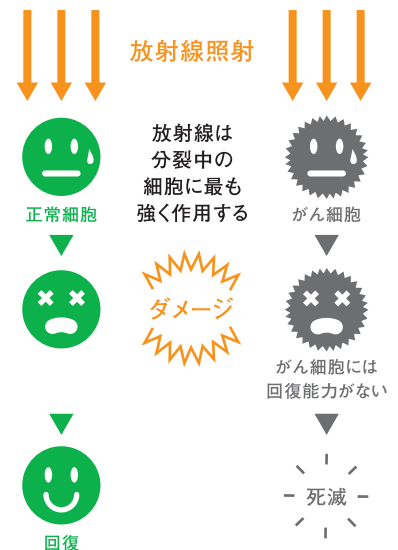 放射線照射
放射線は
分裂中の
細胞に最も
強く作用する
正常細胞
がん細胞
ダメージ
がん細胞には
回復能力がない
死滅
回復